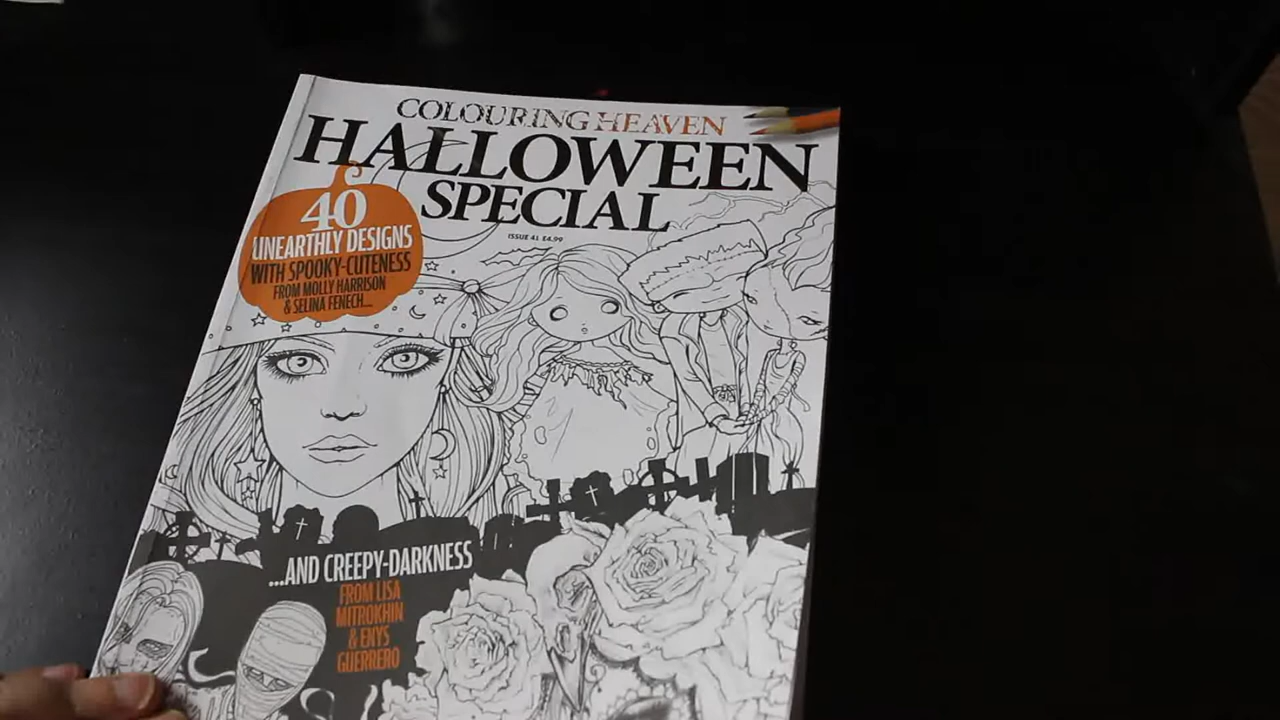 COLOURING HEAVEN
HALLOWEEN
SPECIAL
ISSUE 41 £4.99
40
UNEARTHLY DESIGNS
WITH SPOOKY-CUTENESS
FROM MOLLY HARRISON
& SELINA FENECH...
...AND CREEPY-DARKNESS
FROM LISA
MITROKHIN
& ENYS
GUERRERO